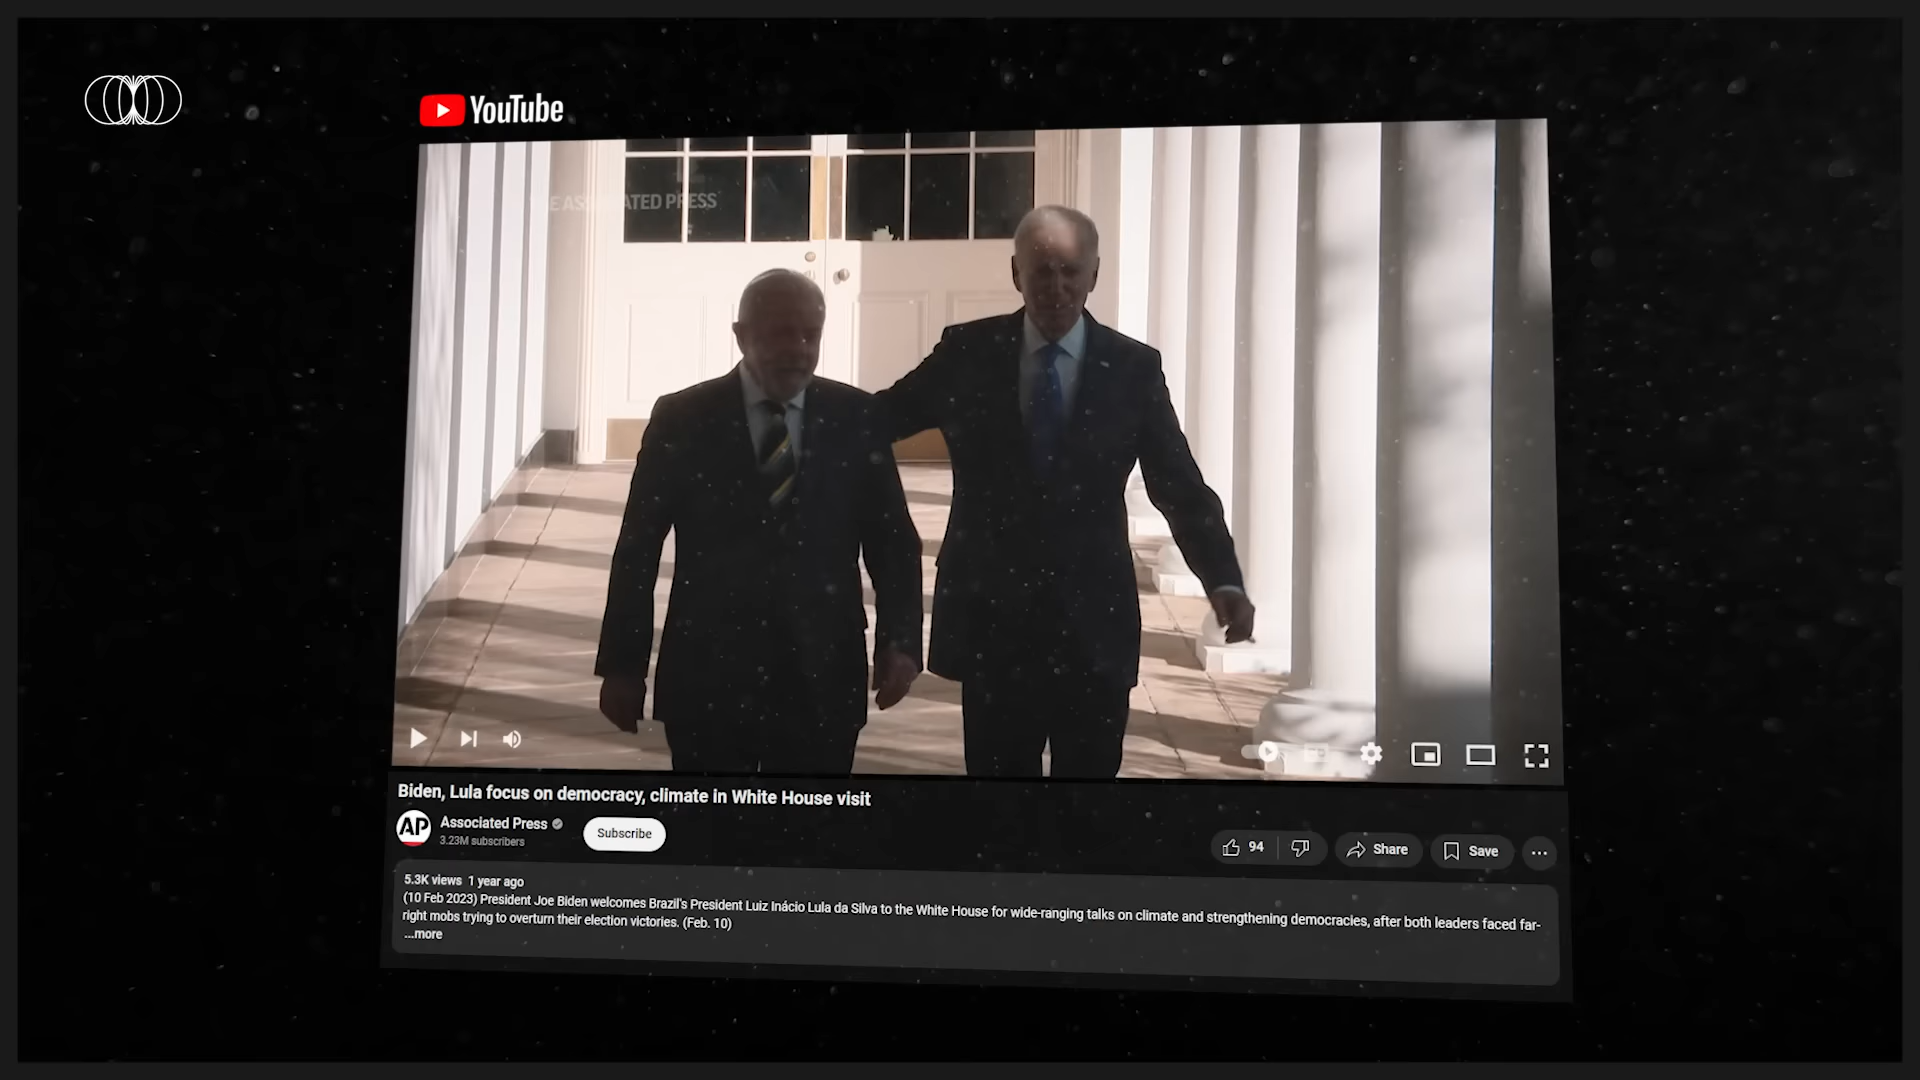 YouTube
E ASSOCIATED PRESS
Biden, Lula focus on democracy, climate in White House visit
AP
Associated Press
3.23M subscribers
Subscribe
94
Share
Save
5.3K views 1 year ago
(10 Feb 2023) President Joe Biden welcomes Brazil's President Luiz Inácio Lula da Silva to the White House for wide-ranging talks on climate and strengthening democracies, after both leaders faced far-
right mobs trying to overturn their election victories. (Feb. 10)
...more